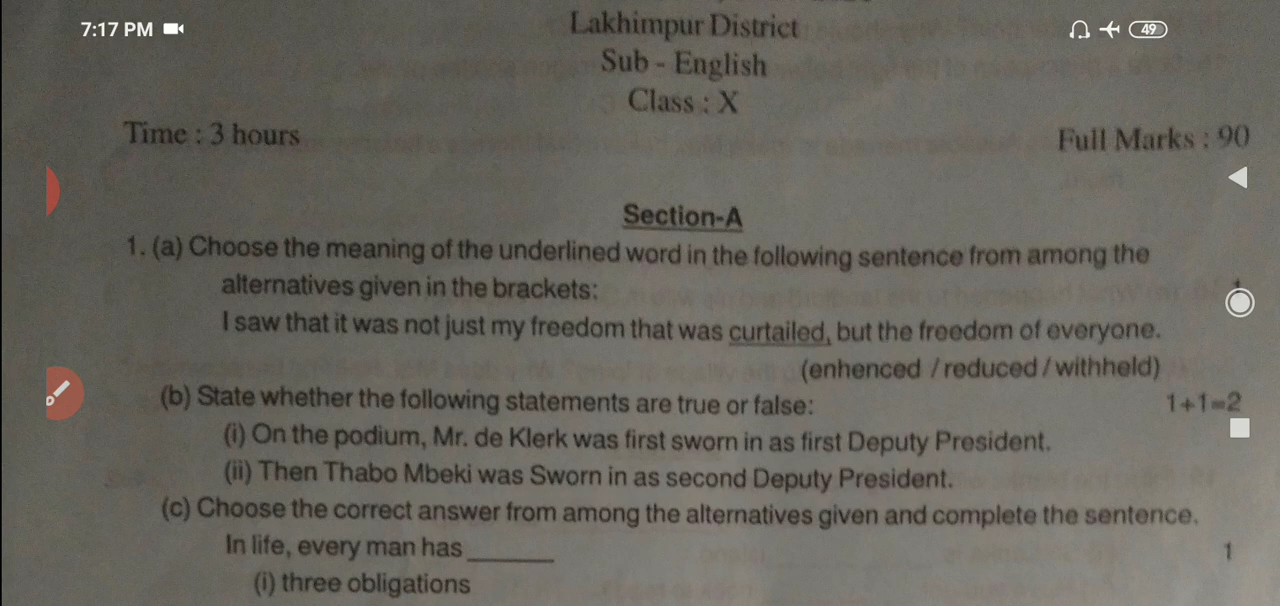 7:17 PM
49
Lakhimpur District
Sub - English
Class : X
Time : 3 hours
Full Marks : 90
Section-A
1. (a) Choose the meaning of the underlined word in the following sentence from among the
alternatives given in the brackets:
I saw that it was not just my freedom that was curtailed, but the freedom of everyone.
(enhenced / reduced / withheld)
(b) State whether the following statements are true or false: 1+1=2
(i) On the podium, Mr. de Klerk was first sworn in as first Deputy President.
(ii) Then Thabo Mbeki was Sworn in as second Deputy President.
(c) Choose the correct answer from among the alternatives given and complete the sentence.
In life, every man has _______ 1
(i) three obligations